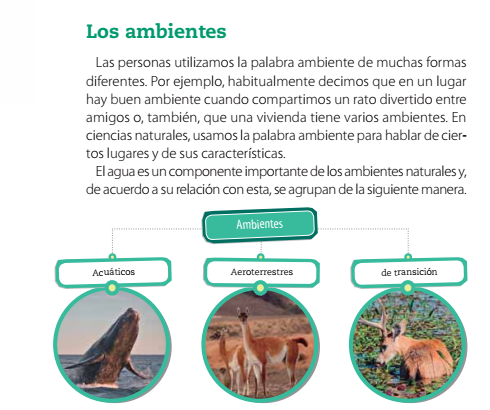 Los ambientes
Las personas utilizamos la palabra ambiente de muchas formas
diferentes. Por ejemplo, habitualmente decimos que en un lugar
hay buen ambiente cuando compartimos un rato divertido entre
amigos o, también, que una vivienda tiene varios ambientes. En
ciencias naturales, usamos la palabra ambiente para hablar de cier-
tos lugares y de sus características.
El agua es un componente importante de los ambientes naturales y,
de acuerdo a su relación con esta, se agrupan de la siguiente manera.
Ambientes
Acuáticos
Aeroterrestres
de transición